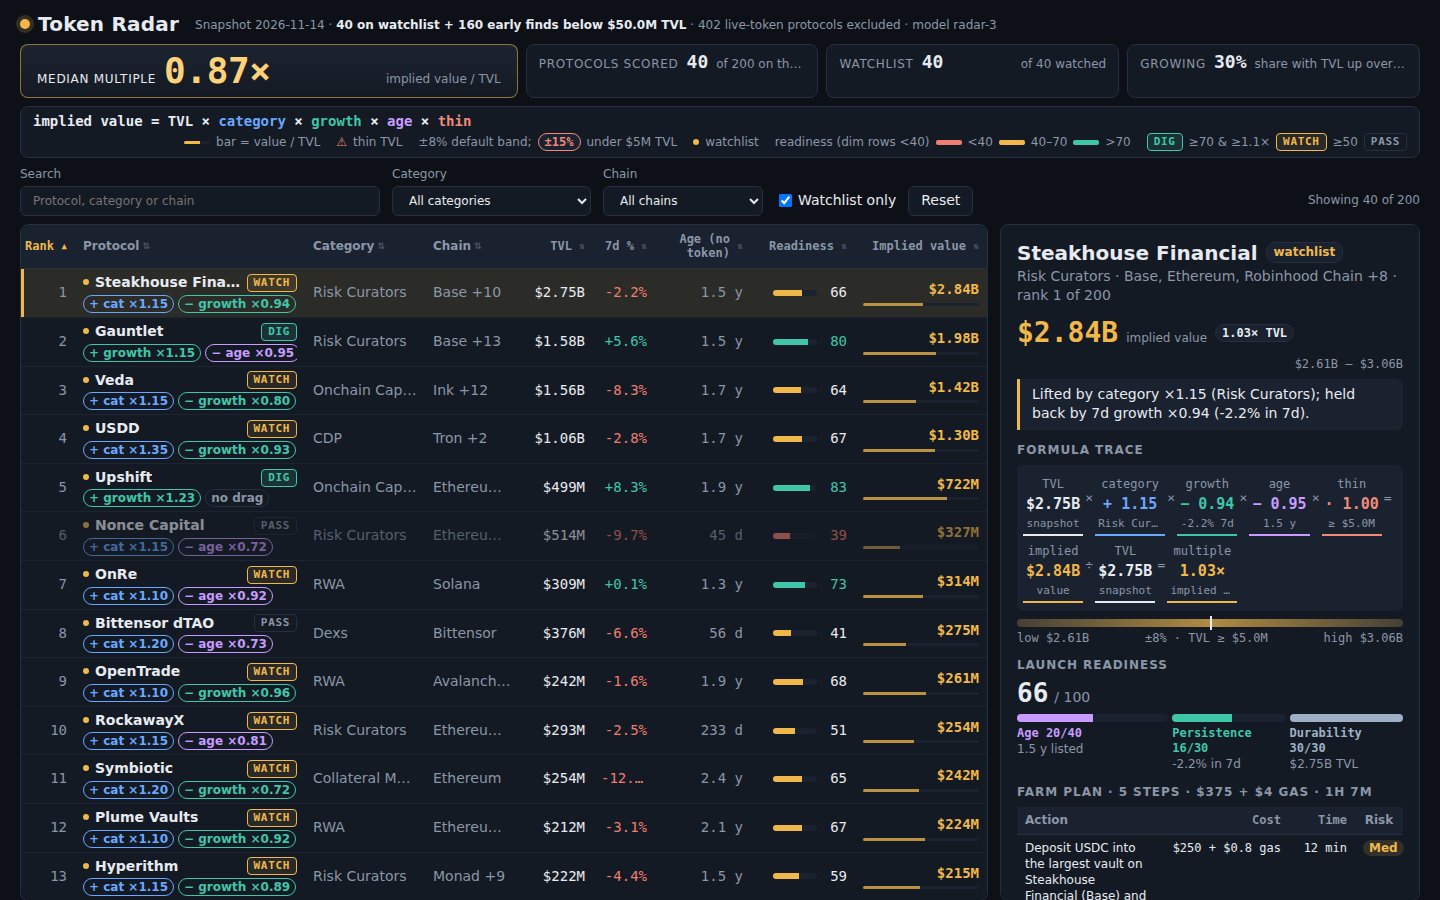 Token Radar Snapshot 2026-11-14 · 40 on watchlist + 160 early finds below $50.0M TVL · 402 live-token protocols excluded · model radar-3
MEDIAN MULTIPLE 0.87× implied value / TVL
PROTOCOLS SCORED 40 of 200 on th…
WATCHLIST 40 of 40 watched
GROWING 30% share with TVL up over…
implied value = TVL × category × growth × age × thin
bar = value / TVL ⚠ thin TVL ±8% default band; ±15% under $5M TVL watchlist readiness (dim rows <40) <40 40–70 >70 DIG ≥70 & ≥1.1× WATCH ≥50 PASS
Search Category Chain
Protocol, category or chain All categories All chains Watchlist only Reset Showing 40 of 200
Rank ▲ Protocol ⇅ Category ⇅ Chain ⇅ TVL ⇅ 7d % ⇅ Age (no token) ⇅ Readiness ⇅ Implied value ⇅
1 Steakhouse Fina… WATCH Risk Curators Base +10 $2.75B -2.2% 1.5 y 66 $2.84B
+ cat ×1.15 − growth ×0.94
2 Gauntlet DIG Risk Curators Base +13 $1.58B +5.6% 1.5 y 80 $1.98B
+ growth ×1.15 − age ×0.95
3 Veda WATCH Onchain Cap… Ink +12 $1.56B -8.3% 1.7 y 64 $1.42B
+ cat ×1.15 − growth ×0.80
4 USDD WATCH CDP Tron +2 $1.06B -2.8% 1.7 y 67 $1.30B
+ cat ×1.35 − growth ×0.93
5 Upshift DIG Onchain Cap… Ethereu… $499M +8.3% 1.9 y 83 $722M
+ growth ×1.23 no drag
6 Nonce Capital PASS Risk Curators Ethereu… $514M -9.7% 45 d 39 $327M
+ cat ×1.15 − age ×0.72
7 OnRe WATCH RWA Solana $309M +0.1% 1.3 y 73 $314M
+ cat ×1.10 − age ×0.92
8 Bittensor dTAO PASS Dexs Bittensor $376M -6.6% 56 d 41 $275M
+ cat ×1.20 − age ×0.73
9 OpenTrade WATCH RWA Avalanch… $242M -1.6% 1.9 y 68 $261M
+ cat ×1.10 − growth ×0.96
10 RockawayX WATCH Risk Curators Ethereu… $293M -2.5% 233 d 51 $254M
+ cat ×1.15 − age ×0.81
11 Symbiotic WATCH Collateral M… Ethereum $254M -12.… 2.4 y 65 $242M
+ cat ×1.20 − growth ×0.72
12 Plume Vaults WATCH RWA Ethereu… $212M -3.1% 2.1 y 67 $224M
+ cat ×1.10 − growth ×0.92
13 Hyperithm WATCH Risk Curators Monad +9 $222M -4.4% 1.5 y 59 $215M
+ cat ×1.15 − growth ×0.89
Steakhouse Financial watchlist
Risk Curators · Base, Ethereum, Robinhood Chain +8 ·
rank 1 of 200
$2.84B implied value 1.03× TVL
$2.61B — $3.06B
Lifted by category ×1.15 (Risk Curators); held
back by 7d growth ×0.94 (-2.2% in 7d).
FORMULA TRACE
TVL category growth age thin
$2.75B × + 1.15 × − 0.94 × − 0.95 × · 1.00 =
snapshot Risk Cur… -2.2% 7d 1.5 y ≥ $5.0M
implied TVL multiple
$2.84B ÷ $2.75B = 1.03×
value snapshot implied …
low $2.61B ±8% · TVL ≥ $5.0M high $3.06B
LAUNCH READINESS
66 / 100
Age 20/40 Persistence 16/30 Durability 30/30
1.5 y listed -2.2% in 7d $2.75B TVL
FARM PLAN · 5 STEPS · $375 + $4 GAS · 1H 7M
Action Cost Time Risk
Deposit USDC into $250 + $0.8 gas 12 min Med
the largest vault on
Steakhouse
Financial (Base) and